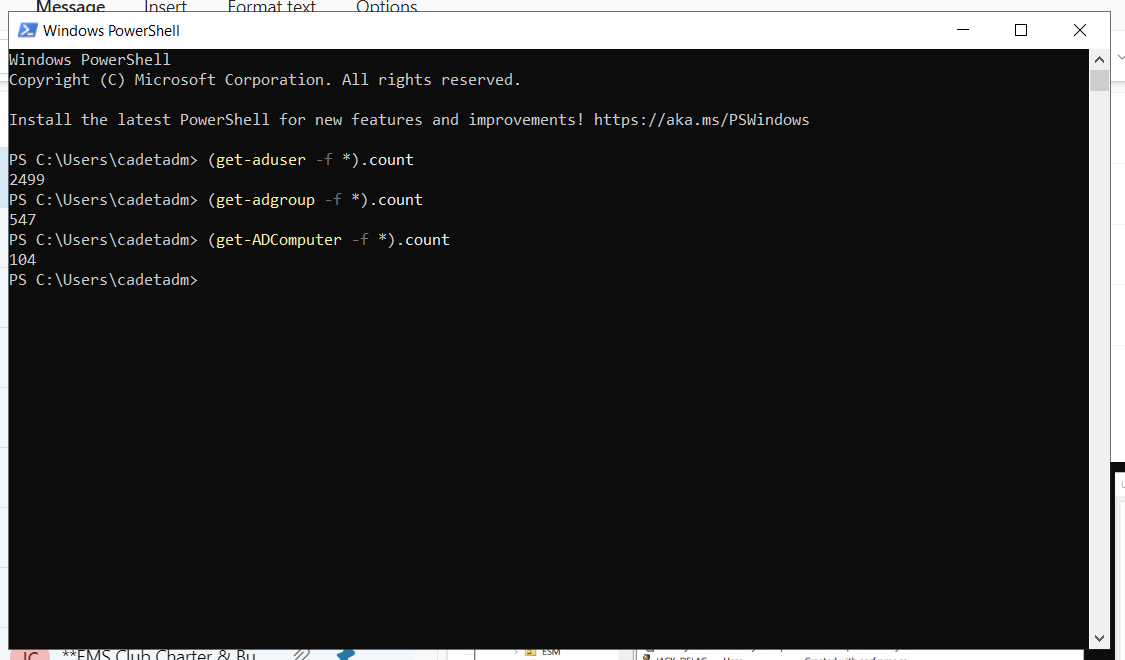 Message Insert Format text Options
Windows PowerShell
Windows PowerShell
Copyright (C) Microsoft Corporation. All rights reserved.
Install the latest PowerShell for new features and improvements! https://aka.ms/PSWindows
PS C:\Users\cadetadm> (get-aduser -f *).count
2499
PS C:\Users\cadetadm> (get-adgroup -f *).count
547
PS C:\Users\cadetadm> (get-ADComputer -f *).count
104
PS C:\Users\cadetadm>
**EMS Club Charter & Bu
ESM